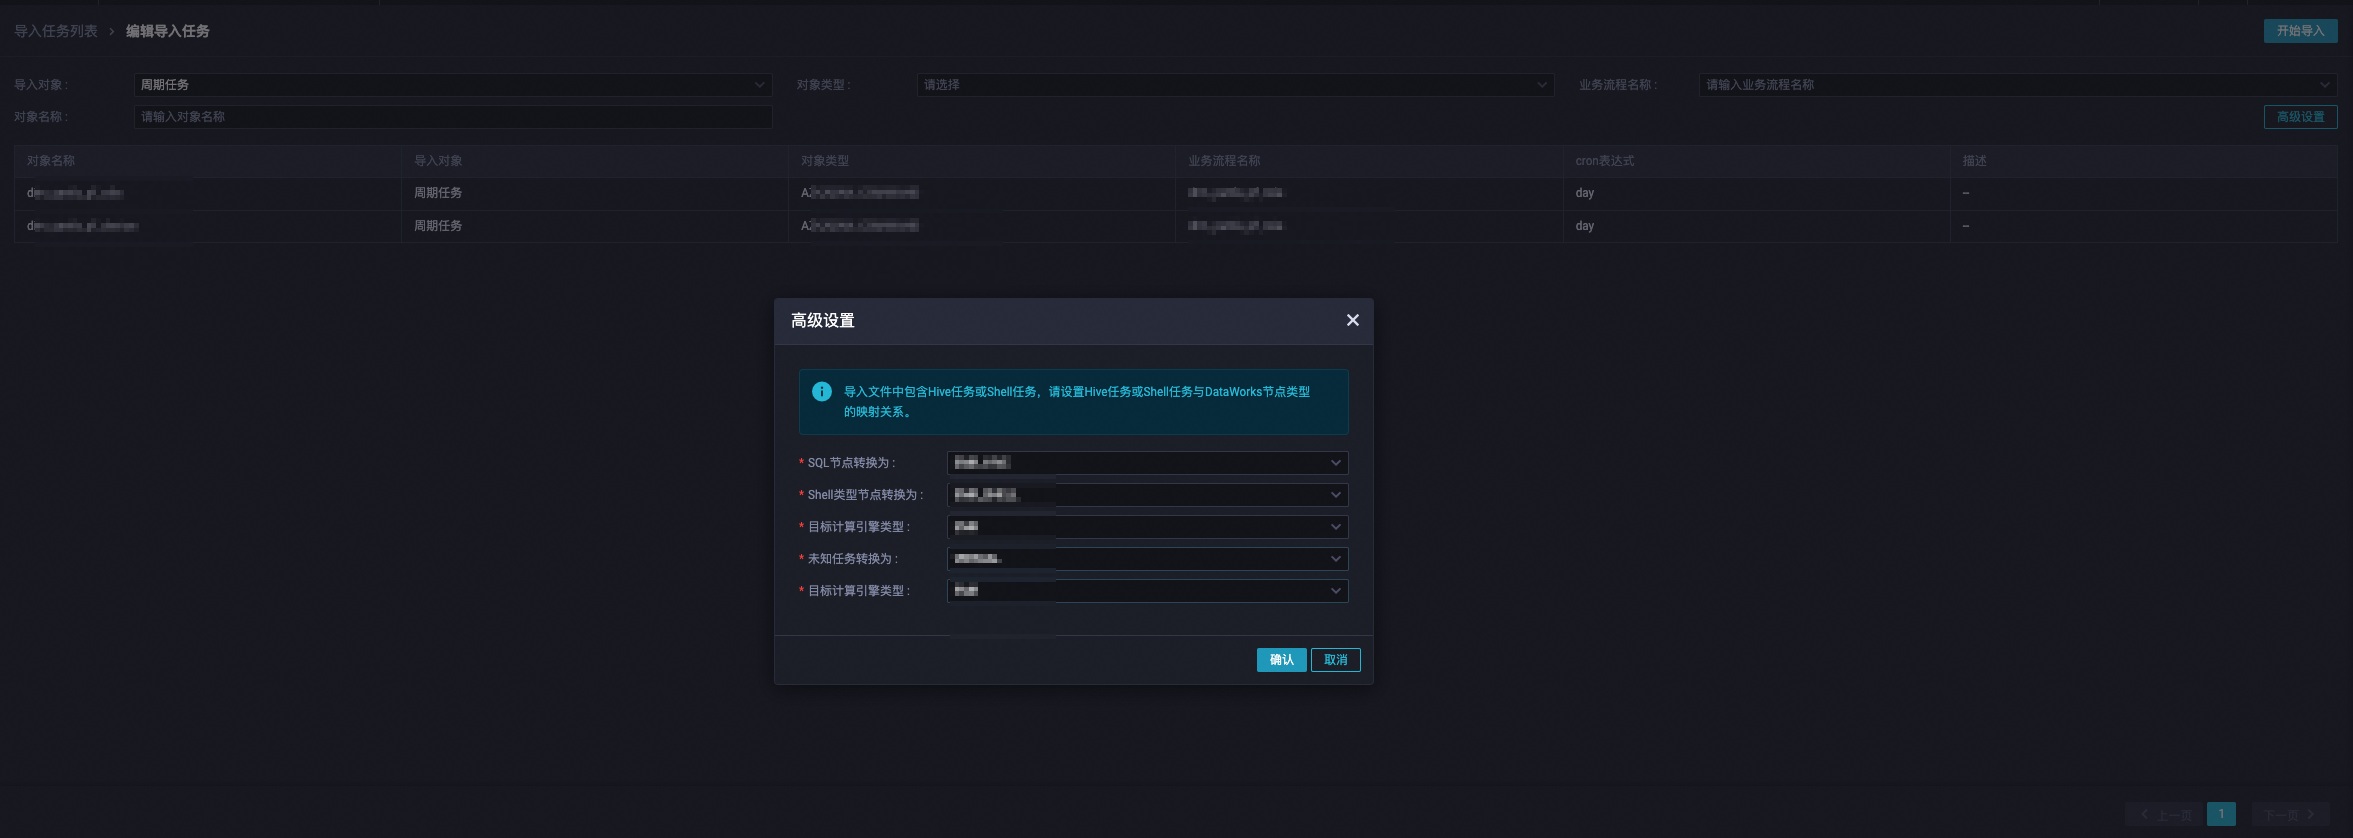 导入任务列表 > 编辑导入任务
开始导入
导入对象 : 周期任务
对象类型 : 请选择
业务流程名称 : 请输入业务流程名称
对象名称 : 请输入对象名称
高级设置
对象名称 导入对象 对象类型 业务流程名称 cron表达式 描述
周期任务 day –
周期任务 day –
高级设置
导入文件中包含Hive任务或Shell任务，请设置Hive任务或Shell任务与DataWorks节点类型
的映射关系。
* SQL节点转换为 :
* Shell类型节点转换为 :
* 目标计算引擎类型 :
* 未知任务转换为 :
* 目标计算引擎类型 :
确认 取消
上一页 1 下一页